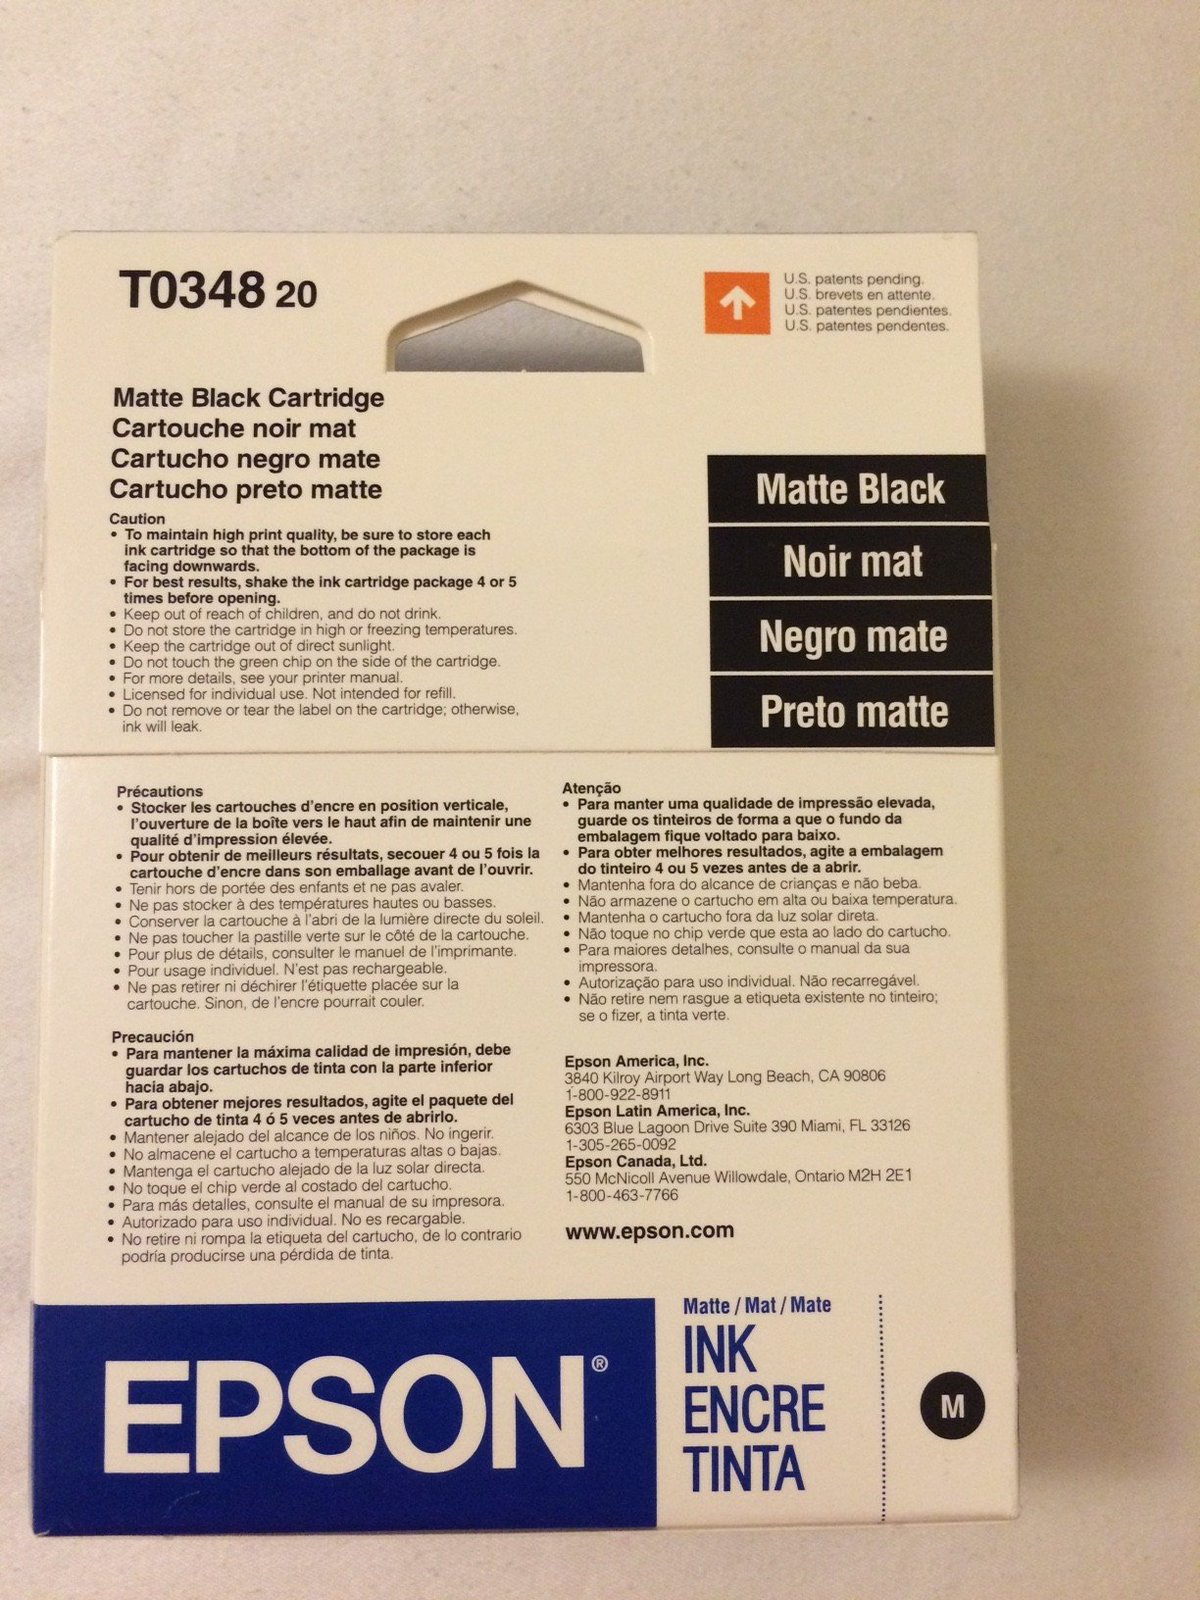 T0348 20
U.S. patents pending.
U.S. brevets en attente.
U.S. patentes pendientes.
U.S. patentes pendentes.
Matte Black Cartridge
Cartouche noir mat
Cartucho negro mate
Cartucho preto matte
Caution
• To maintain high print quality, be sure to store each
ink cartridge so that the bottom of the package is
facing downwards.
• For best results, shake the ink cartridge package 4 or 5
times before opening.
• Keep out of reach of children, and do not drink.
• Do not store the cartridge in high or freezing temperatures.
• Keep the cartridge out of direct sunlight.
• Do not touch the green chip on the side of the cartridge.
• For more details, see your printer manual.
• Licensed for individual use. Not intended for refill.
• Do not remove or tear the label on the cartridge; otherwise,
ink will leak.
Matte Black
Noir mat
Negro mate
Preto matte
Précautions
• Stocker les cartouches d'encre en position verticale,
l'ouverture de la boîte vers le haut afin de maintenir une
qualité d'impression élevée.
• Pour obtenir de meilleurs résultats, secouer 4 ou 5 fois la
cartouche d'encre dans son emballage avant de l'ouvrir.
• Tenir hors de portée des enfants et ne pas avaler.
• Ne pas stocker à des températures hautes ou basses.
• Conserver la cartouche à l'abri de la lumière directe du soleil.
• Ne pas toucher la pastille verte sur le côté de la cartouche.
• Pour plus de détails, consulter le manuel de l'imprimante.
• Pour usage individuel. N'est pas rechargeable.
• Ne pas retirer ni déchirer l'étiquette placée sur la
cartouche. Sinon, de l'encre pourrait couler.
Precaución
• Para mantener la máxima calidad de impresión, debe
guardar los cartuchos de tinta con la parte inferior
hacia abajo.
• Para obtener mejores resultados, agite el paquete del
cartucho de tinta 4 ó 5 veces antes de abrirlo.
• Mantener alejado del alcance de los niños. No ingerir.
• No almacene el cartucho a temperaturas altas o bajas.
• Mantenga el cartucho alejado de la luz solar directa.
• No toque el chip verde al costado del cartucho.
• Para más detalles, consulte el manual de su impresora.
• Autorizado para uso individual. No es recargable.
• No retire ni rompa la etiqueta del cartucho, de lo contrario
podría producirse una pérdida de tinta.
Atenção
• Para manter uma qualidade de impressão elevada,
guarde os tinteiros de forma a que o fundo da
embalagem fique voltado para baixo.
• Para obter melhores resultados, agite a embalagem
do tinteiro 4 ou 5 vezes antes de a abrir.
• Mantenha fora do alcance de crianças e não beba.
• Não armazene o cartucho em alta ou baixa temperatura.
• Mantenha o cartucho fora da luz solar direta.
• Não toque no chip verde que esta ao lado do cartucho.
• Para maiores detalhes, consulte o manual da sua
impressora.
• Autorização para uso individual. Não recarregável.
• Não retire nem rasgue a etiqueta existente no tinteiro;
se o fizer, a tinta verte.
Epson America, Inc.
3840 Kilroy Airport Way Long Beach, CA 90806
1-800-922-8911
Epson Latin America, Inc.
6303 Blue Lagoon Drive Suite 390 Miami, FL 33126
1-305-265-0092
Epson Canada, Ltd.
550 McNicoll Avenue Willowdale, Ontario M2H 2E1
1-800-463-7766
www.epson.com
EPSON®
Matte / Mat / Mate
INK
ENCRE
TINTA
M